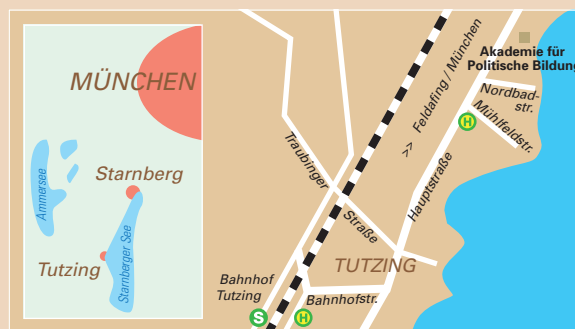 MÜNCHEN
Starnberg
Ammersee
Tutzing
Starnberger See
>> Feldafing / München
Akademie für
Politische Bildung
Nordbad-
str.
Mühlfeldstr.
H
Traubinger
Straße
Hauptstraße
TUTZING
Bahnhof
Tutzing
Bahnhofstr.
S
H